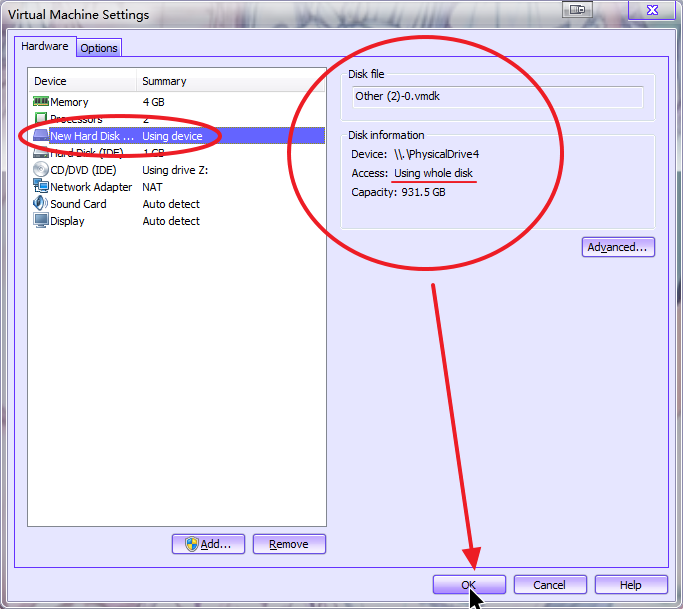 Virtual Machine Settings
Hardware
Options
Device Summary
Memory 4 GB
Processors 2
New Hard Disk ... Using device
Hard Disk (IDE) 1 GB
CD/DVD (IDE) Using drive Z:
Network Adapter NAT
Sound Card Auto detect
Display Auto detect
Add...
Remove
Disk file
Other (2)-0.vmdk
Disk information
Device: \\.\PhysicalDrive4
Access: Using whole disk
Capacity: 931.5 GB
Advanced...
OK
Cancel
Help